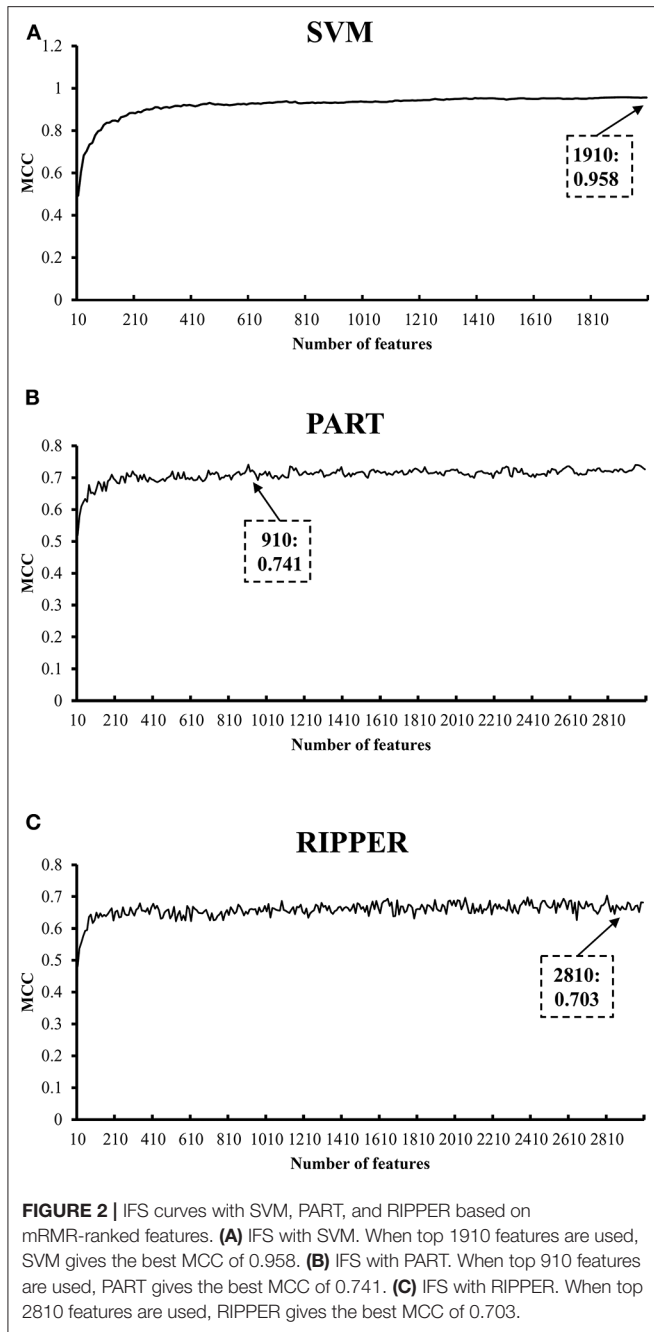 A
SVM
1.2
1
0.8
0.6
0.4
0.2
0
MCC
1910:
0.958
10 210 410 610 810 1010 1210 1410 1610 1810
Number of features
B
PART
0.8
0.7
0.6
0.5
0.4
0.3
0.2
0.1
0
MCC
910:
0.741
10 210 410 610 810 1010 1210 1410 1610 1810 2010 2210 2410 2610 2810
Number of features
C
RIPPER
0.8
0.7
0.6
0.5
0.4
0.3
0.2
0.1
0
MCC
2810:
0.703
10 210 410 610 810 1010 1210 1410 1610 1810 2010 2210 2410 2610 2810
Number of features
FIGURE 2 | IFS curves with SVM, PART, and RIPPER based on
mRMR-ranked features. (A) IFS with SVM. When top 1910 features are used,
SVM gives the best MCC of 0.958. (B) IFS with PART. When top 910 features
are used, PART gives the best MCC of 0.741. (C) IFS with RIPPER. When top
2810 features are used, RIPPER gives the best MCC of 0.703.